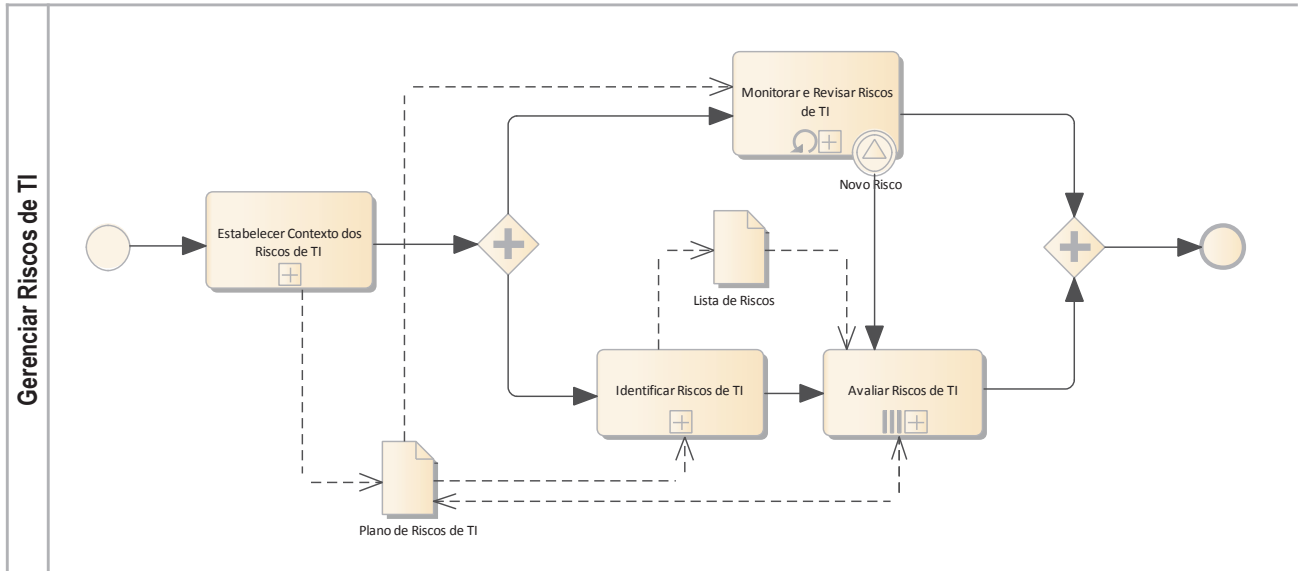 Gerenciar Riscos de TI
Monitorar e Revisar Riscos
de TI
Novo Risco
Estabelecer Contexto dos
Riscos de TI
Lista de Riscos
Identificar Riscos de TI
Avaliar Riscos de TI
Plano de Riscos de TI